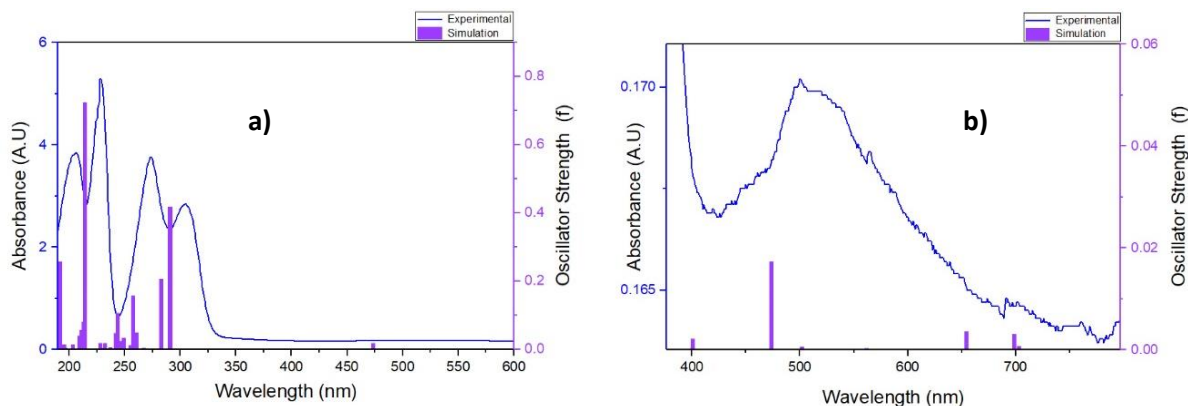 Experimental
Simulation
a)
6
4
2
0
Absorbance (A.U)
0.8
0.6
0.4
0.2
0.0
Oscillator Strength (f)
200 250 300 350 400 450 500 550 600
Wavelength (nm)
Experimental
Simulation
b)
0.170
0.165
Absorbance (A.U)
0.06
0.04
0.02
0.00
Oscillator Strength (f)
400 500 600 700
Wavelength (nm)